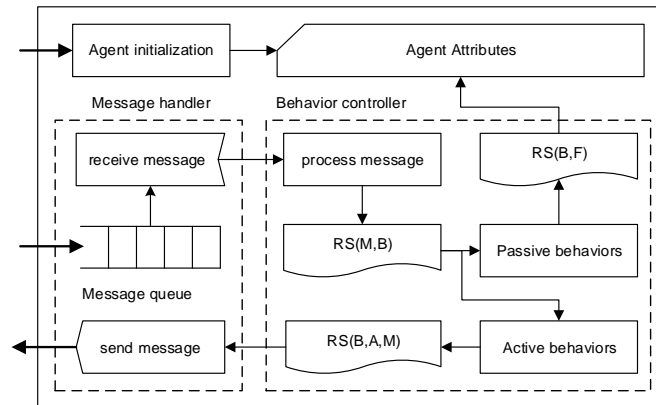 Agent initialization
Agent Attributes
Message handler
Behavior controller
receive message
process message
RS(B,F)
RS(M,B)
Passive behaviors
Message queue
send message
RS(B,A,M)
Active behaviors